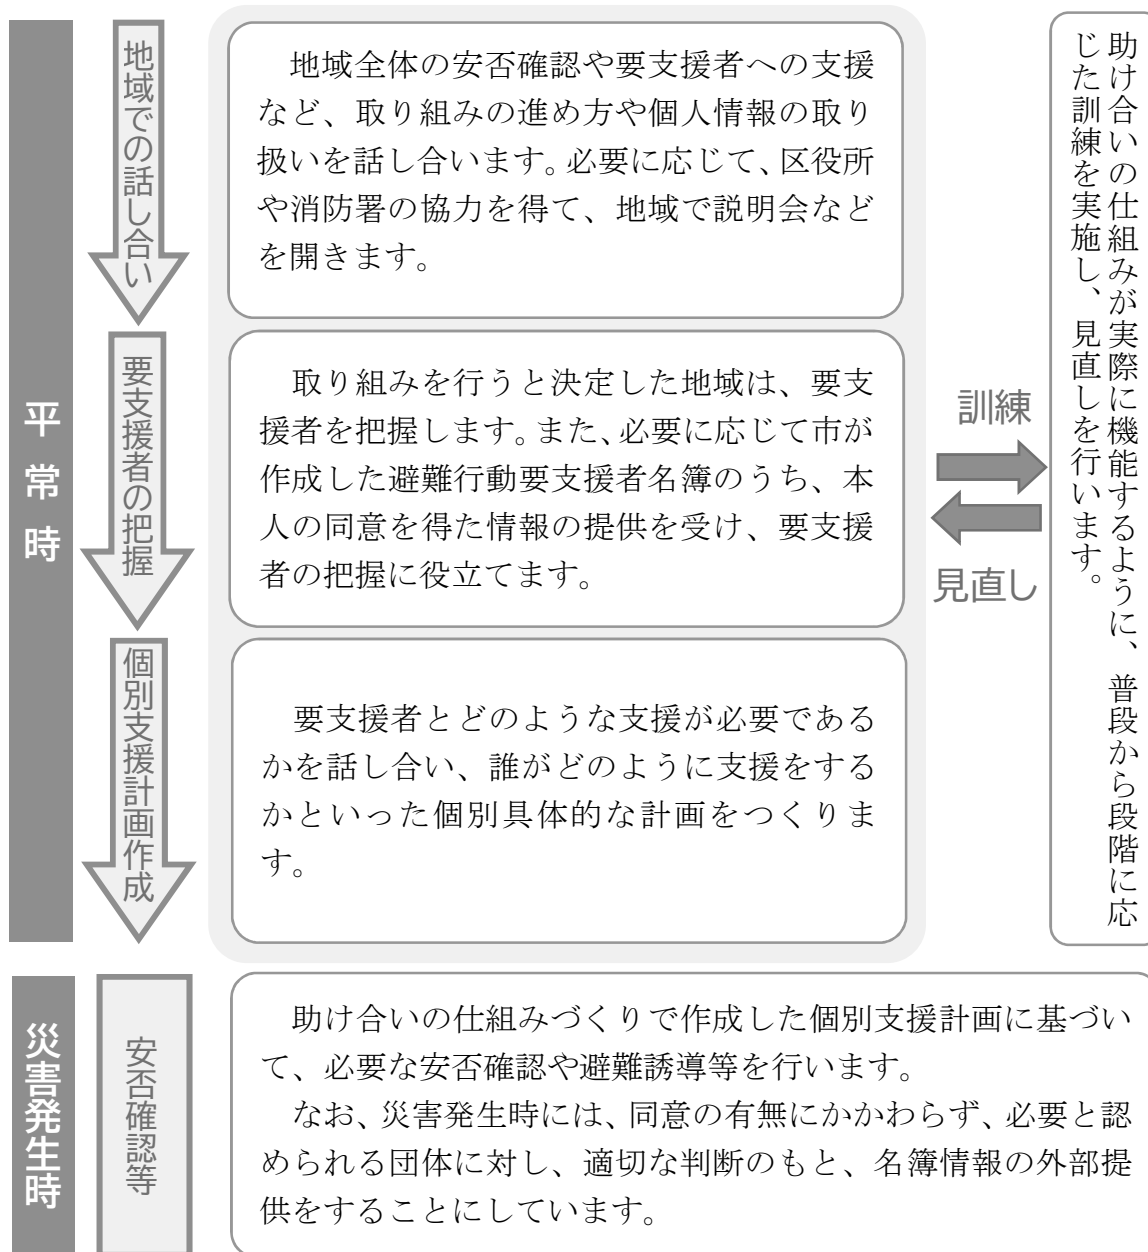 平常時
地域での話し合い
地域全体の安否確認や要支援者への支援
など、取り組みの進め方や個人情報の取り
扱いを話し合います。必要に応じて、区役所
や消防署の協力を得て、地域で説明会など
を開きます。
要支援者の把握
取り組みを行うと決定した地域は、要支
援者を把握します。また、必要に応じて市が
作成した避難行動要支援者名簿のうち、本
人の同意を得た情報の提供を受け、要支援
者の把握に役立てます。
個別支援計画作成
要支援者とどのような支援が必要である
かを話し合い、誰がどのように支援をする
かといった個別具体的な計画をつくりま
す。
訓練
見直し
助け合いの仕組みが実際に機能するように、普段から段階に応
じた訓練を実施し、見直しを行います。
災害発生時
安否確認等
助け合いの仕組みづくりで作成した個別支援計画に基づい
て、必要な安否確認や避難誘導等を行います。
なお、災害発生時には、同意の有無にかかわらず、必要と認
められる団体に対し、適切な判断のもと、名簿情報の外部提
供をすることにしています。